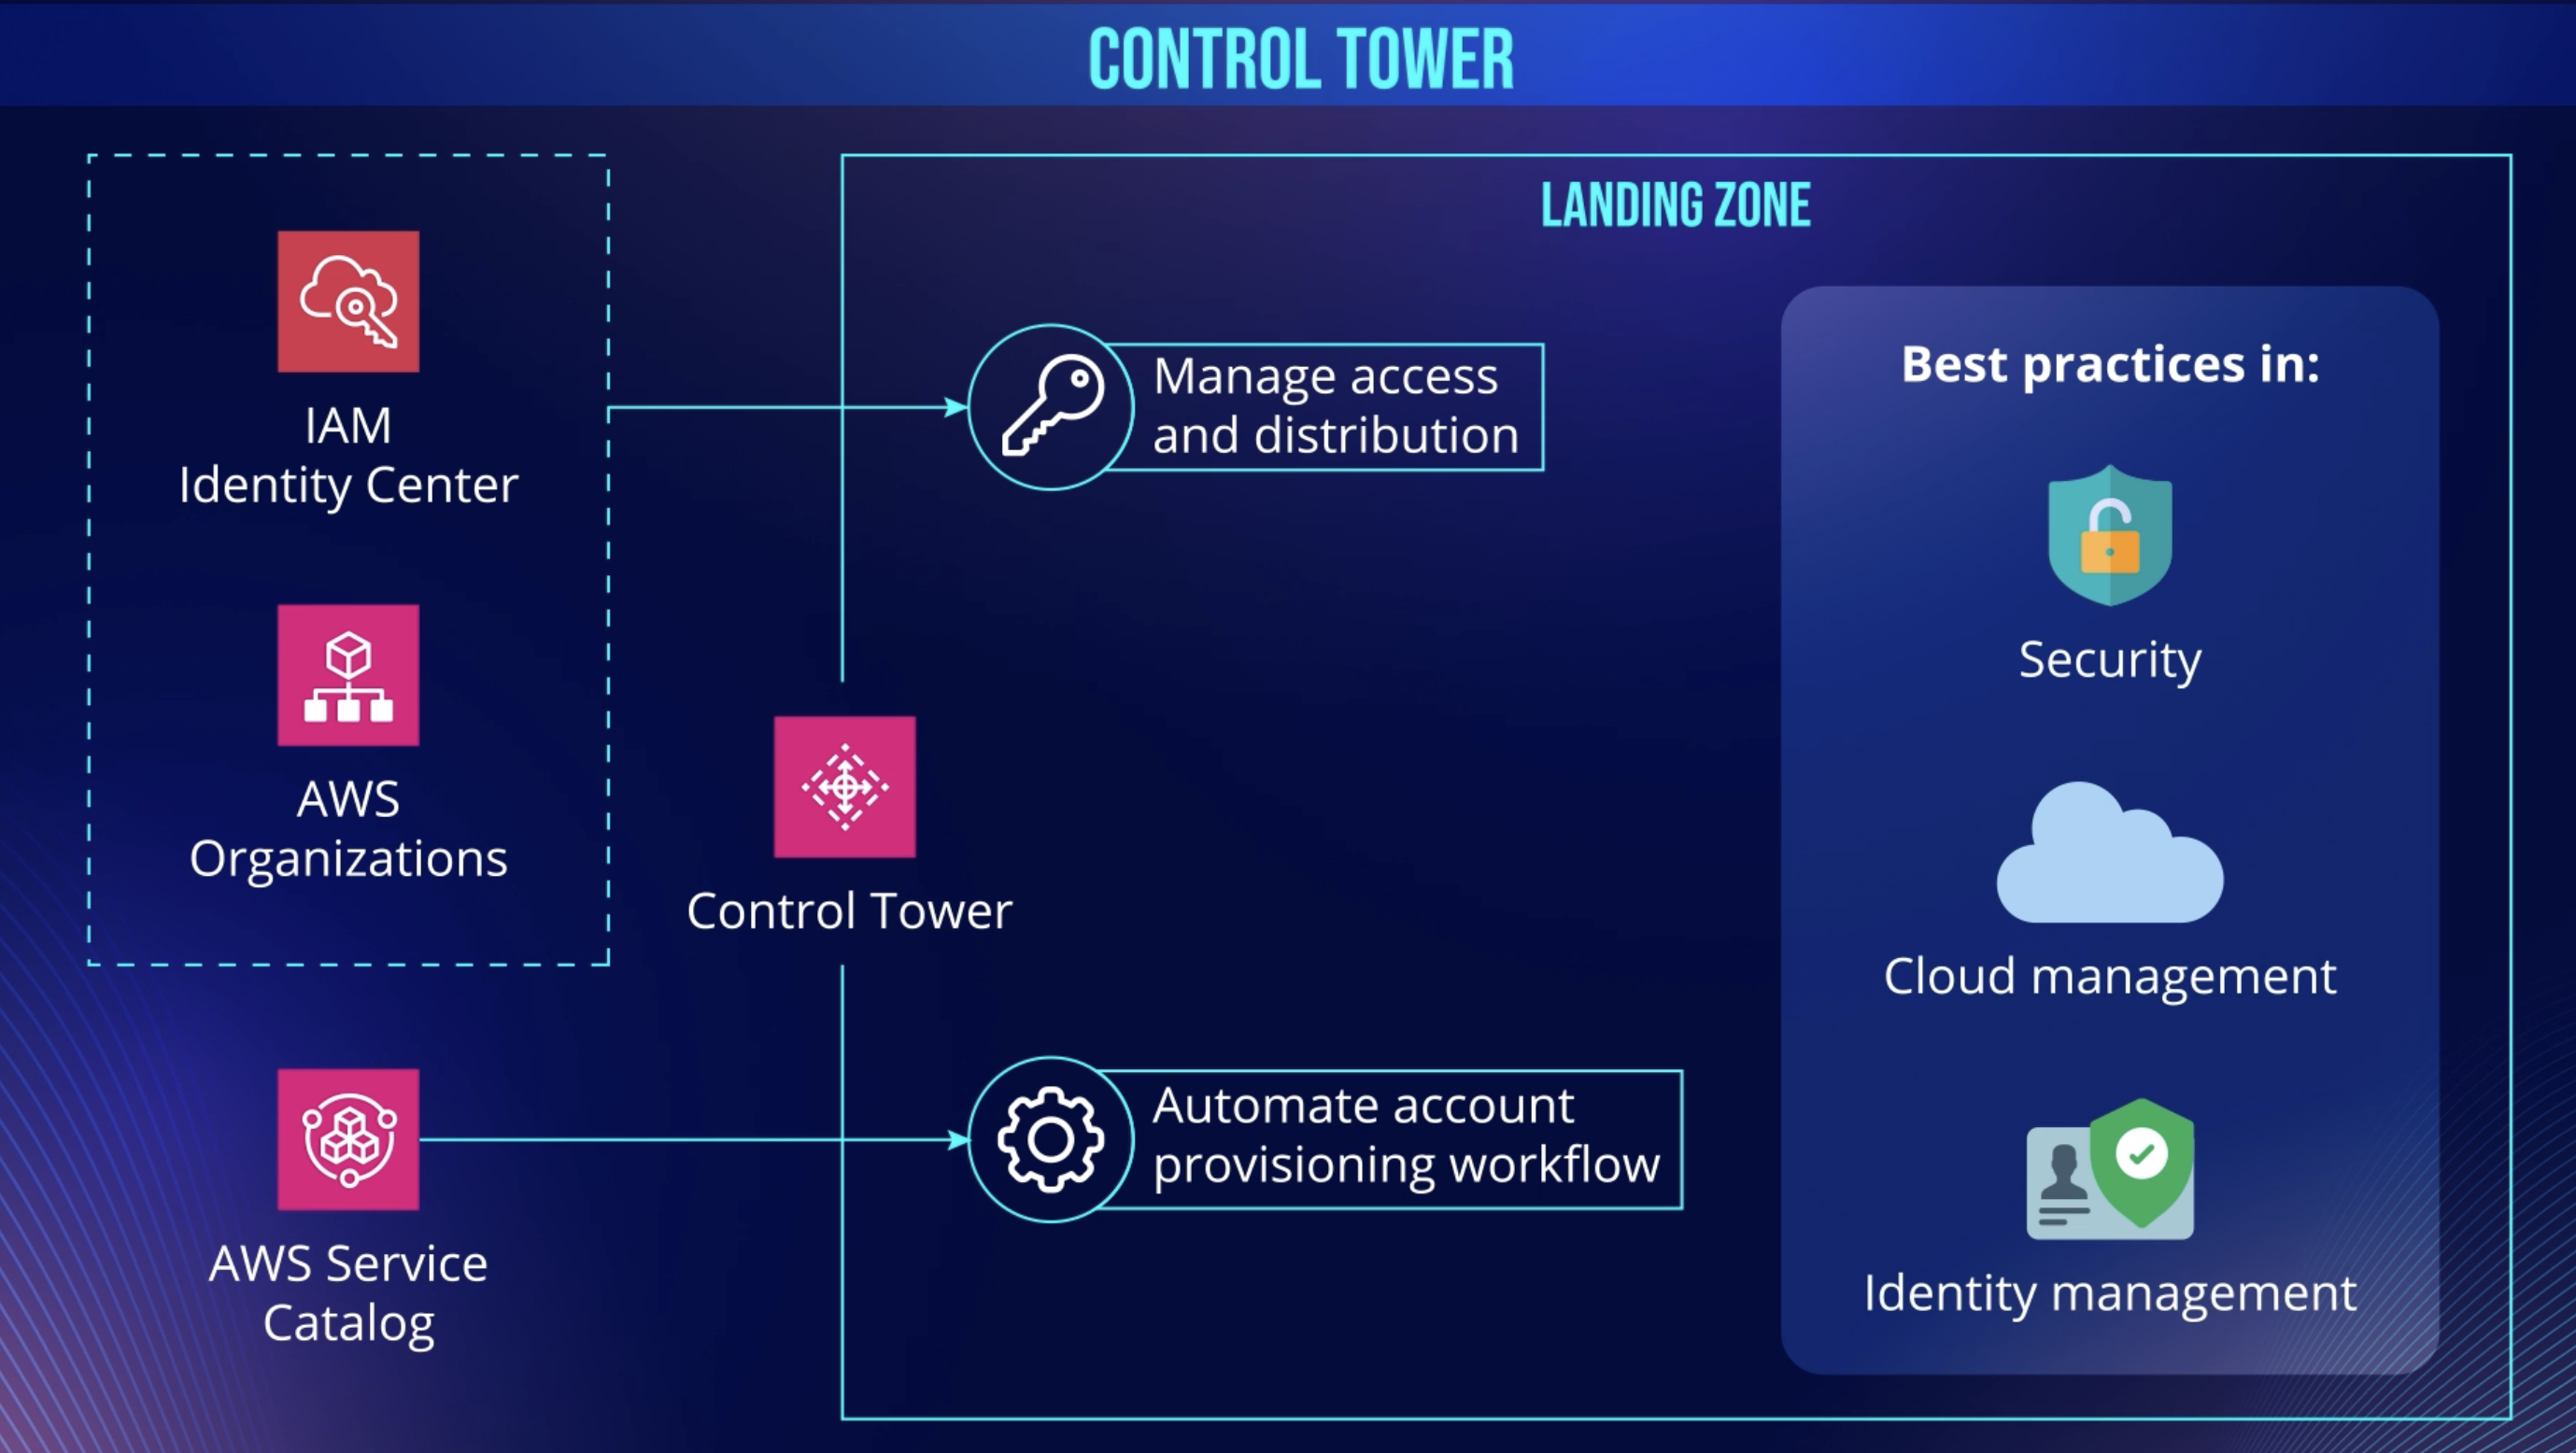 CONTROL TOWER
IAM
Identity Center
AWS
Organizations
AWS Service
Catalog
Control Tower
LANDING ZONE
Manage access
and distribution
Automate account
provisioning workflow
Best practices in:
Security
Cloud management
Identity management